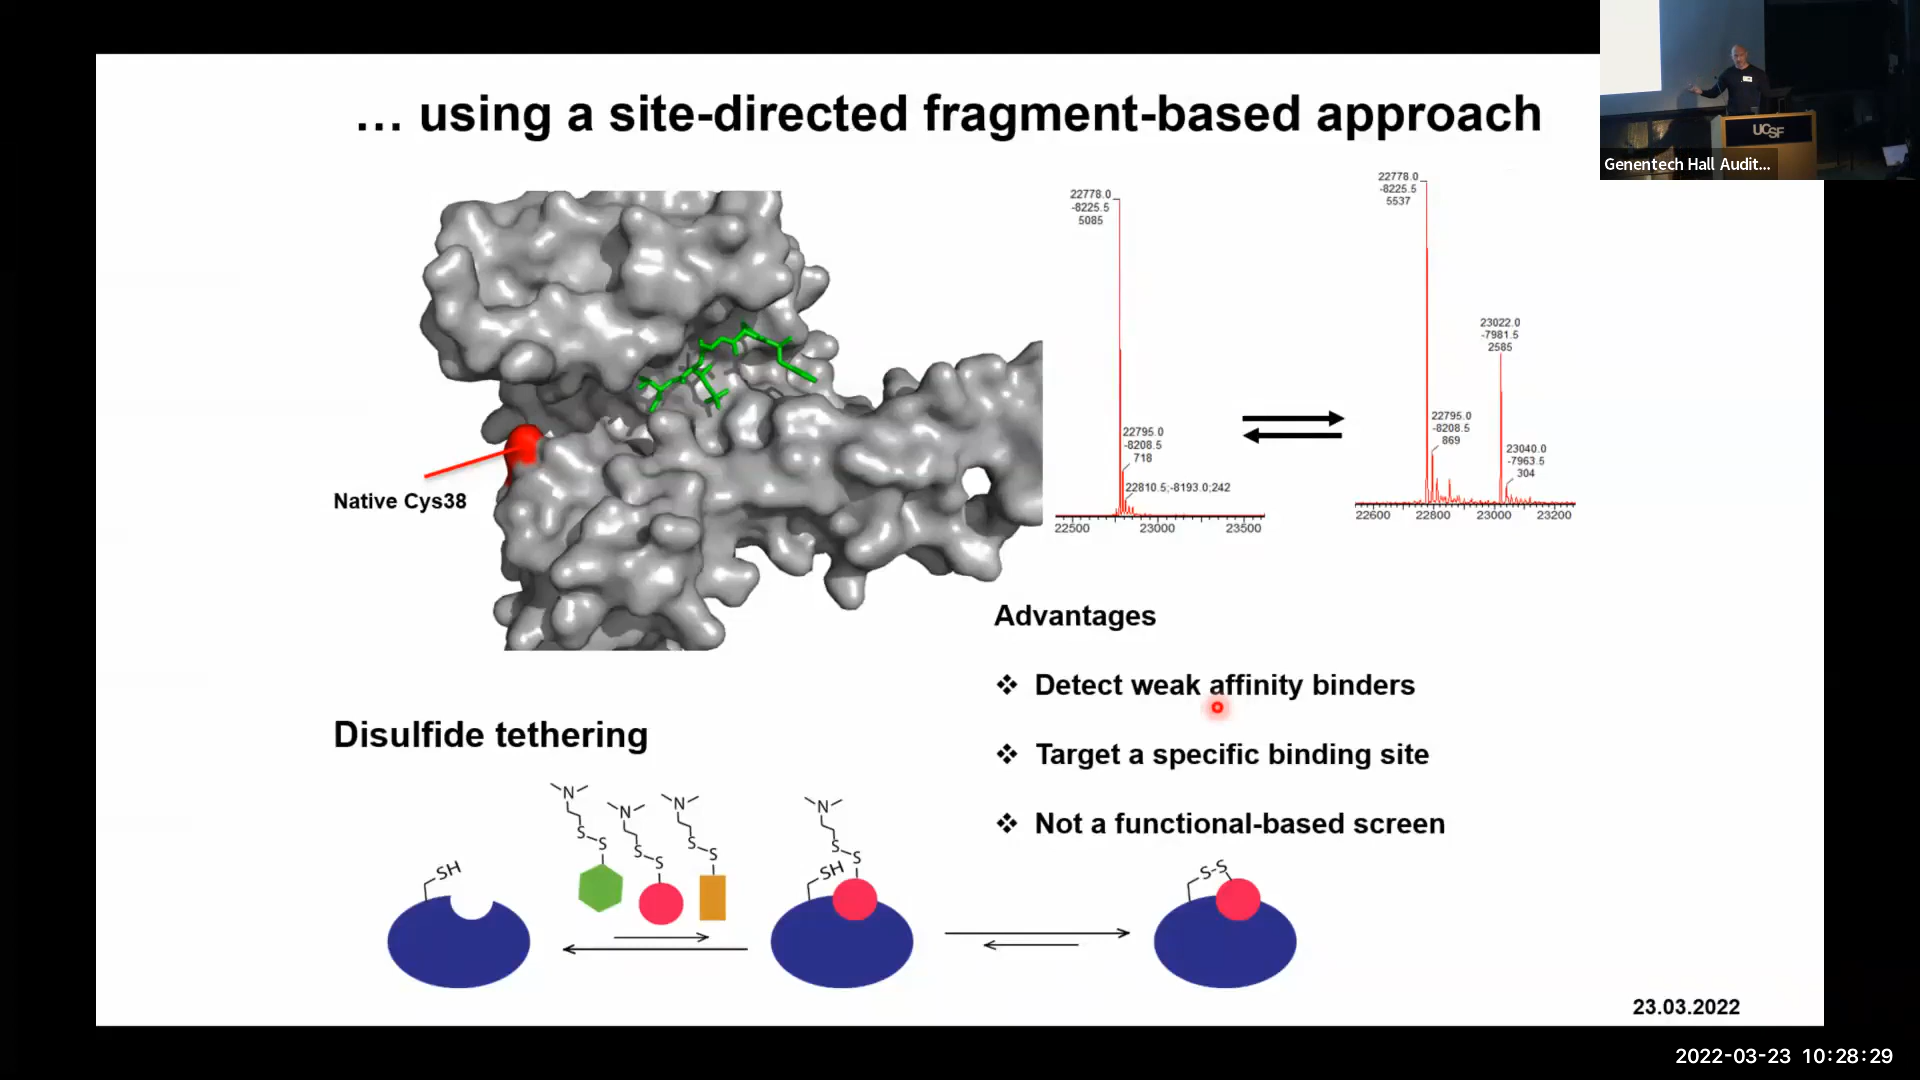 … using a site-directed fragment-based approach
UCSF
Genentech Hall Audit...
Native Cys38
22778.0
-8225.5
5085
22795.0
-8208.5
718
22810.5;-8193.0;242
22500
23000
23500
22778.0
-8225.5
5537
23022.0
-7981.5
2585
22795.0
-8208.5
869
23040.0
-7963.5
304
22600
22800
23000
23200
Advantages
❖ Detect weak affinity binders
❖ Target a specific binding site
❖ Not a functional-based screen
Disulfide tethering
SH
N
S
S
N
S
S
N
S
S
N
S
S
SH
S-S
23.03.2022
2022-03-23 10:28:29